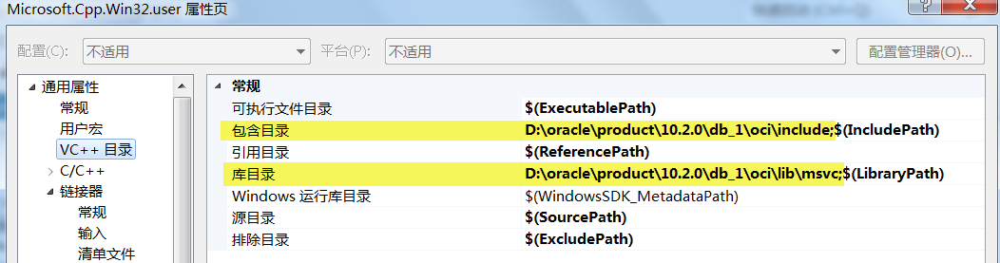 Microsoft.Cpp.Win32.user 属性页
配置(C): 不适用 平台(P): 不适用 配置管理器(O)...
通用属性
常规
用户宏
VC++ 目录
C/C++
链接器
常规
输入
清单文件
常规
可执行文件目录 $(ExecutablePath)
包含目录 D:\oracle\product\10.2.0\db_1\oci\include;$(IncludePath)
引用目录 $(ReferencePath)
库目录 D:\oracle\product\10.2.0\db_1\oci\lib\msvc;$(LibraryPath)
Windows 运行库目录 $(WindowsSDK_MetadataPath)
源目录 $(SourcePath)
排除目录 $(ExcludePath)